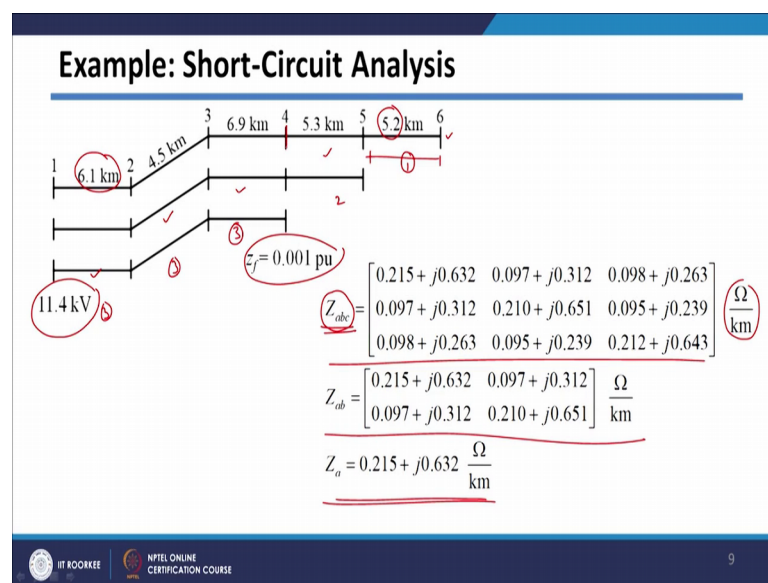 Example: Short-Circuit Analysis
1 6.1 km 2 4.5 km 3 6.9 km 4 5.3 km 5 5.2 km 6
1
2
3
z_f = 0.001 pu
11.4 kV 3
Z_abc = [0.215 + j0.632 0.097 + j0.312 0.098 + j0.263
0.097 + j0.312 0.210 + j0.651 0.095 + j0.239
0.098 + j0.263 0.095 + j0.239 0.212 + j0.643] Ω/km
Z_ab = [0.215 + j0.632 0.097 + j0.312
0.097 + j0.312 0.210 + j0.651] Ω/km
Z_a = 0.215 + j0.632 Ω/km
IIT ROORKEE
NPTEL ONLINE
CERTIFICATION COURSE
9